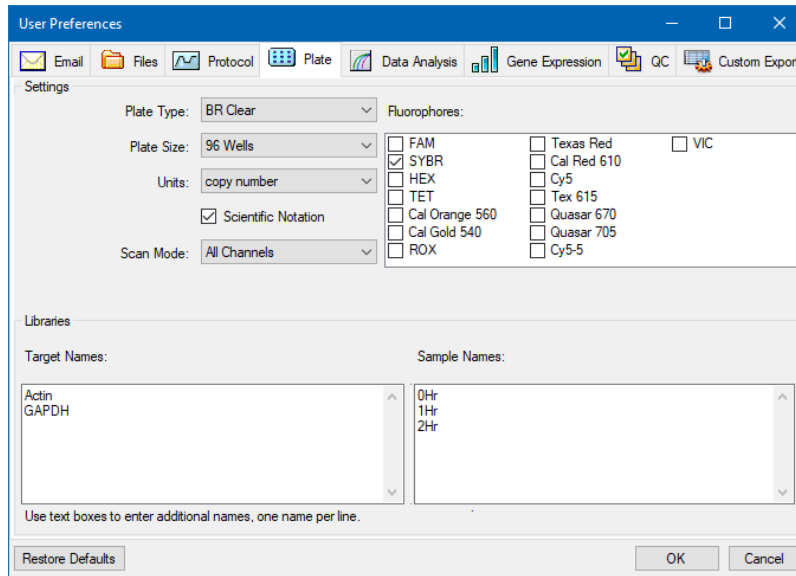 User Preferences
Email Files Protocol Plate Data Analysis Gene Expression QC Custom Expor
Settings
Plate Type: BR Clear
Plate Size: 96 Wells
Units: copy number
Scientific Notation
Scan Mode: All Channels
Fluorophores:
FAM
SYBR
HEX
TET
Cal Orange 560
Cal Gold 540
ROX
Texas Red
Cal Red 610
Cy5
Tex 615
Quasar 670
Quasar 705
Cy5-5
VIC
Libraries
Target Names:
Actin
GAPDH
Sample Names:
0Hr
1Hr
2Hr
Use text boxes to enter additional names, one name per line.
Restore Defaults OK Cancel